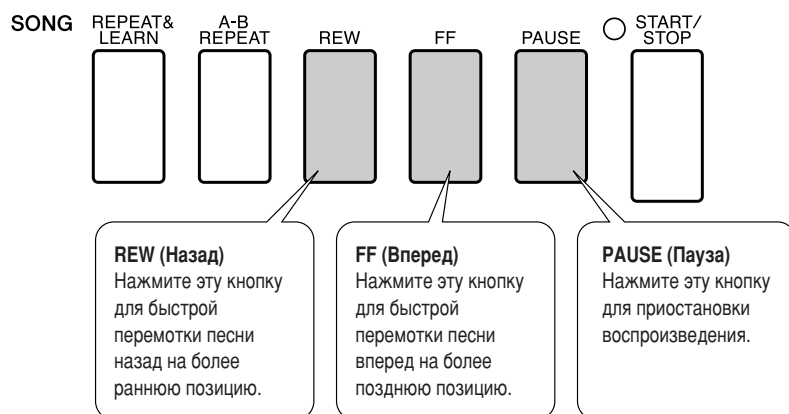 SONG
REPEAT&
LEARN
A-B
REPEAT
REW
FF
PAUSE
START/
STOP
REW (Назад)
Нажмите эту кнопку
для быстрой
перемотки песни
назад на более
раннюю позицию.
FF (Вперед)
Нажмите эту кнопку
для быстрой
перемотки песни
вперед на более
позднюю позицию.
PAUSE (Пауза)
Нажмите эту кнопку
для приостановки
воспроизведения.